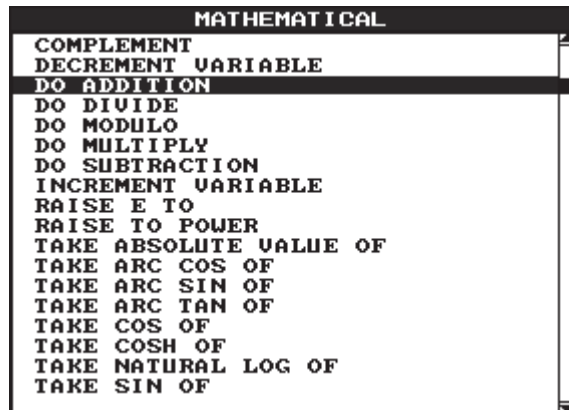 MATHEMATICAL
COMPLEMENT
DECREMENT VARIABLE
DO ADDITION
DO DIVIDE
DO MODULO
DO MULTIPLY
DO SUBTRACTION
INCREMENT VARIABLE
RAISE E TO
RAISE TO POWER
TAKE ABSOLUTE VALUE OF
TAKE ARC COS OF
TAKE ARC SIN OF
TAKE ARC TAN OF
TAKE COS OF
TAKE COSH OF
TAKE NATURAL LOG OF
TAKE SIN OF